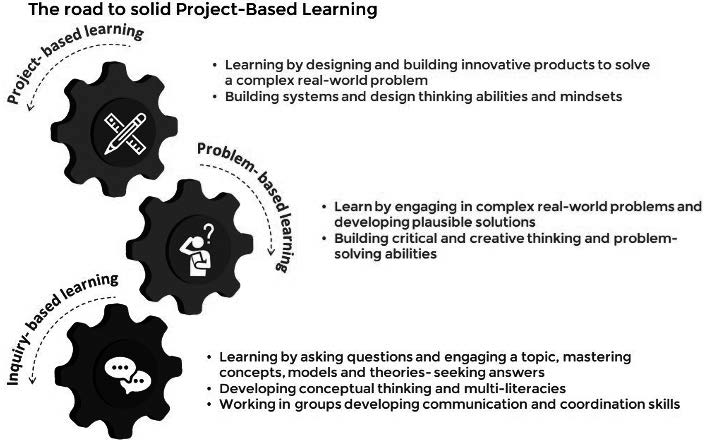 The road to solid Project-Based Learning
Project- based learning
• Learning by designing and building innovative products to solve
a complex real-world problem
• Building systems and design thinking abilities and mindsets
Problem- based learning
?
• Learn by engaging in complex real-world problems and
developing plausible solutions
• Building critical and creative thinking and problem-
solving abilities
Inquiry- based learning
• Learning by asking questions and engaging a topic, mastering
concepts, models and theories- seeking answers
• Developing conceptual thinking and multi-literacies
• Working in groups developing communication and coordination skills